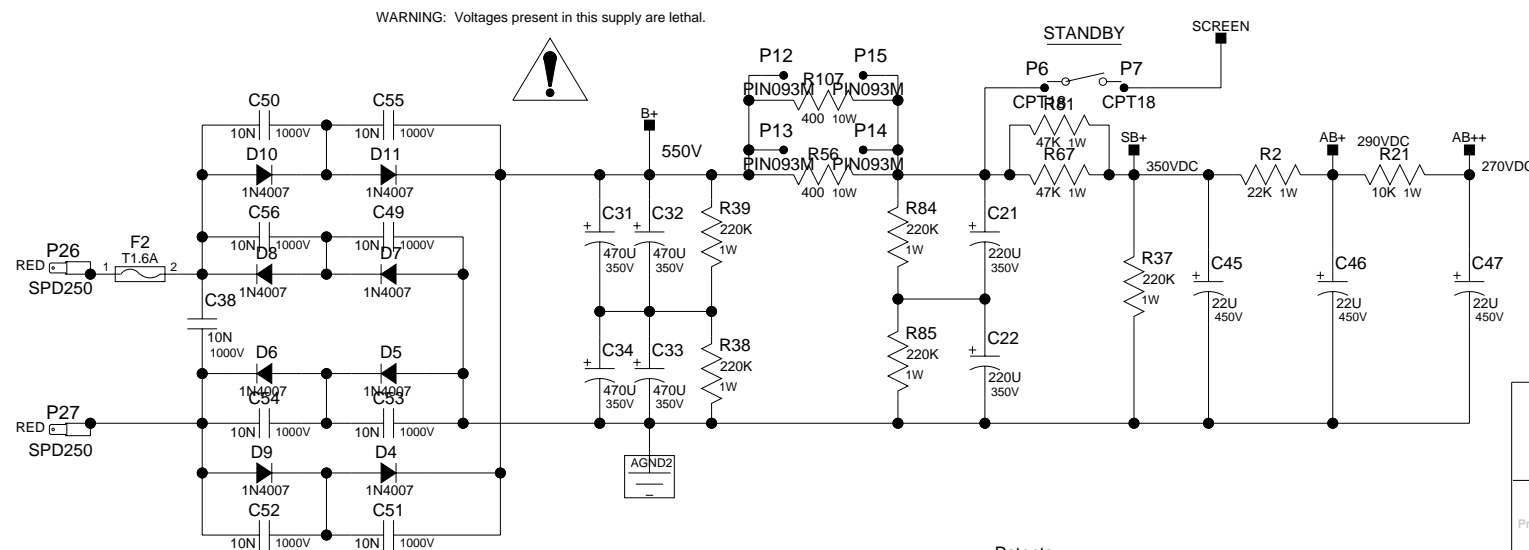 WARNING: Voltages present in this supply are lethal.
STANDBY
SCREEN
P12 P15
R107
P6 P7
PIN093M PIN093M
CPT18 CPT18
400 10W
C50 C55
10N 1000V 10N 1000V
B+
550V
R81
47K 1W
P13 P14
PIN093M PIN093M
R56
400 10W
D10 D11
1N4007 1N4007
R67
47K 1W
SB+
350VDC
R2
22K 1W
AB+
290VDC
R21
10K 1W
AB++
270VDC
C56 C49
10N 1000V 10N 1000V
D8 D7
1N4007 1N4007
P26
RED
SPD250
F2
T1.6A
1 2
C38
10N
1000V
C31
+
470U
350V
C32
+
470U
350V
R39
220K
1W
R84
220K
1W
C21
+
220U
350V
R37
220K
1W
C45
+
22U
450V
C46
+
22U
450V
C47
+
22U
450V
D6 D5
1N4007 1N4007
C54 C53
10N 1000V 10N 1000V
C34
+
470U
350V
C33
+
470U
350V
R38
220K
1W
R85
220K
1W
C22
+
220U
350V
P27
RED
SPD250
D9 D4
1N4007 1N4007
AGND2
C52 C51
10N 1000V 10N 1000V